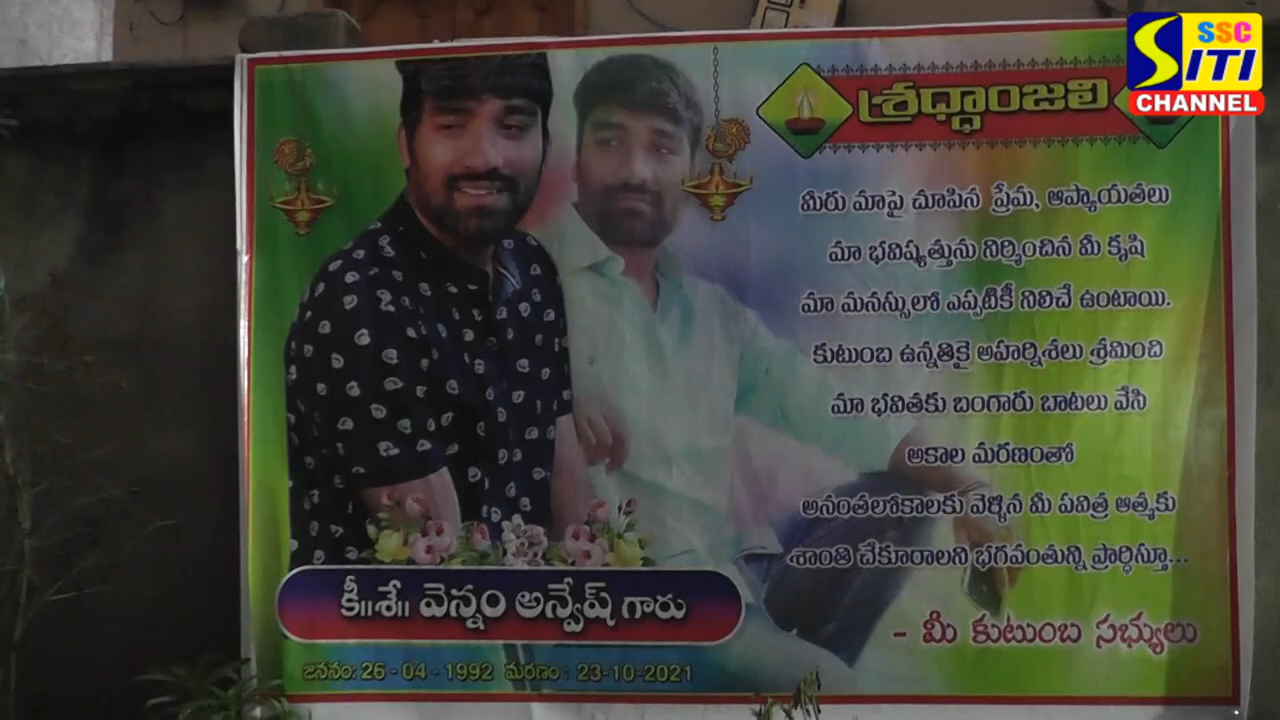 SSC
SITI
CHANNEL
శ్రద్ధాంజలి
మీరు మాపై చూపిన ప్రేమ, ఆప్యాయతలు
మా భవిష్యత్తును నిర్మించిన మీ కృషి
మా మనస్సులో ఎప్పటికీ నిలిచే ఉంటాయి.
కుటుంబ ఉన్నతికై అహర్నిశలు శ్రమించి
మా భవితకు బంగారు బాటలు వేసి
అకాల మరణంతో
అనంతలోకాలకు వెళ్ళిన మీ పవిత్ర ఆత్మకు
శాంతి చేకూరాలని భగవంతున్ని ప్రార్థిస్తూ...
- మీ కుటుంబ సభ్యులు
కీ॥శే॥ వెన్నం అన్వేష్ గారు
జననం: 26-04-1992 మరణం: 23-10-2021